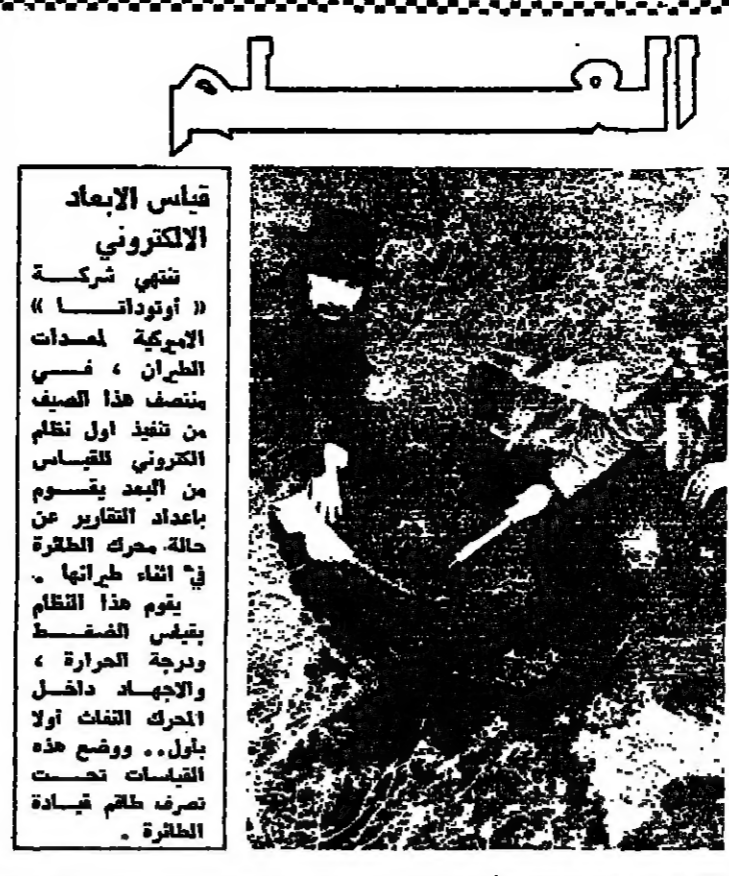 العلم
قياس الابعاد
الالكتروني
تنتهي شركة
« أوتوداتا »
الاميركية لمعدات
الطيران ، في
منتصف هذا الصيف
من تنفيذ اول نظام
الكتروني للقياس
من البعد يقوم
باعداد التقارير عن
حالة محرك الطائرة
في اثناء طيرانها .
يقوم هذا النظام
بقياس الضغط
ودرجة الحرارة ،
والاجهاد داخل
المحرك النفاث أولا
بأول .. ووضع هذه
القياسات تحت
تصرف طاقم قيادة
الطائرة .